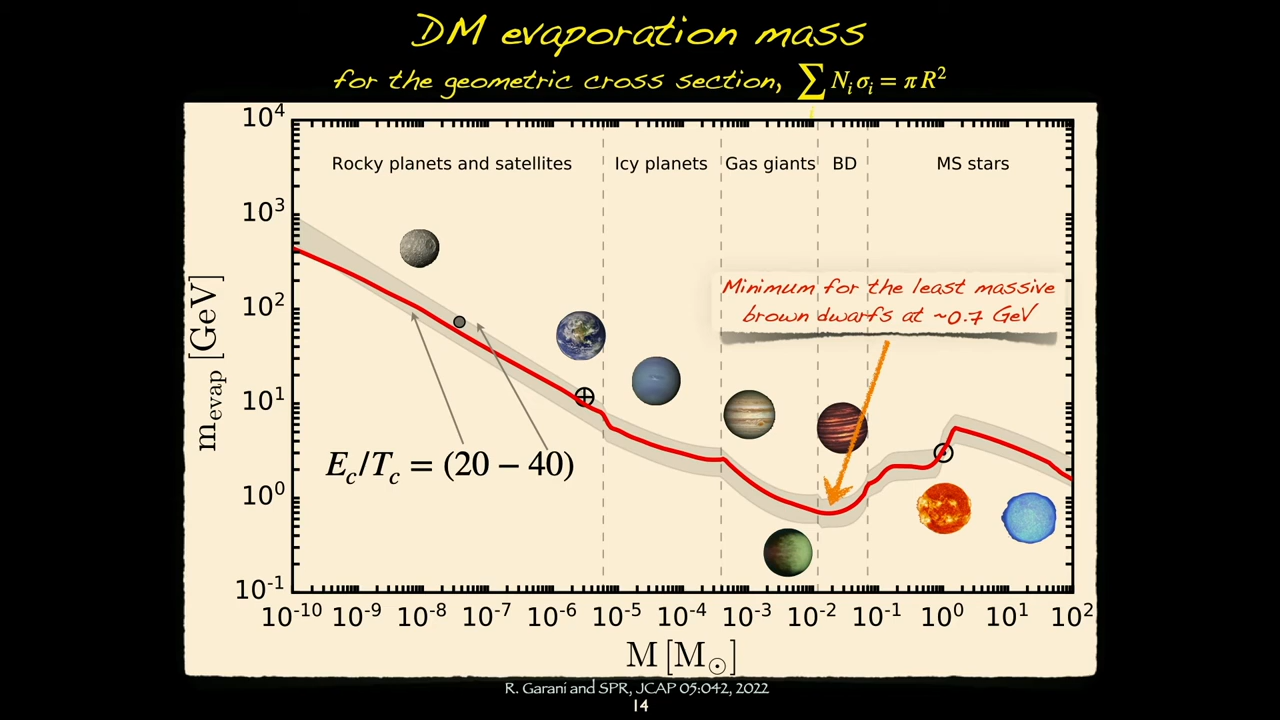 DM evaporation mass
for the geometric cross section, ∑ Nᵢ σᵢ = π R²
10⁴
10³
10²
10¹
10⁰
10⁻¹
m_evap [GeV]
Rocky planets and satellites
Icy planets
Gas giants
BD
MS stars
Minimum for the least massive
brown dwarfs at ~0.7 GeV
E_c/T_c = (20 − 40)
10⁻¹⁰ 10⁻⁹ 10⁻⁸ 10⁻⁷ 10⁻⁶ 10⁻⁵ 10⁻⁴ 10⁻³ 10⁻² 10⁻¹ 10⁰ 10¹ 10²
M [M_⊙]
R. Garani and SPR, JCAP 05:042, 2022
14